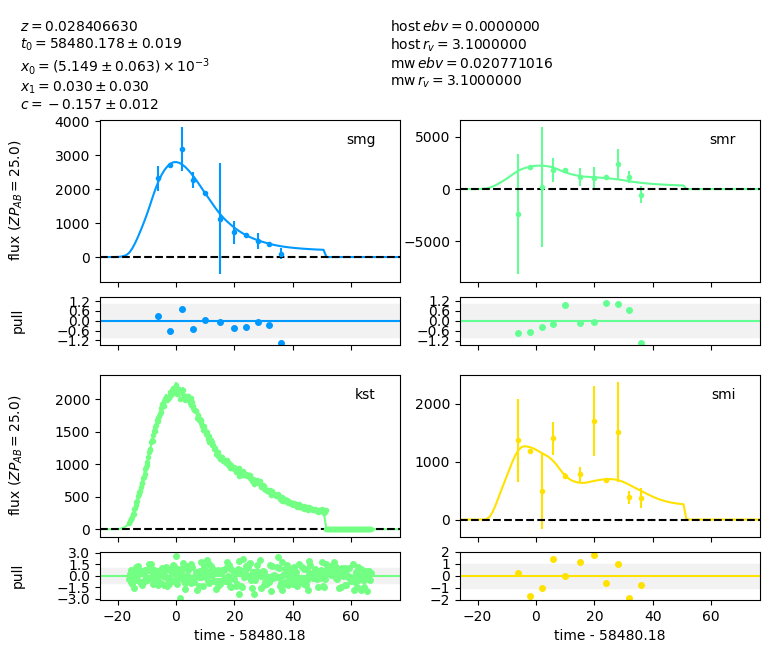 z = 0.028406630
t₀ = 58480.178 ± 0.019
x₀ = (5.149 ± 0.063) × 10⁻³
x₁ = 0.030 ± 0.030
c = −0.157 ± 0.012
host ebv = 0.0000000
host r_v = 3.1000000
mw ebv = 0.020771016
mw r_v = 3.1000000
smg
flux (ZP_AB = 25.0)
4000
3000
2000
1000
0
smr
5000
0
−5000
pull
1.2
0.6
0.0
−0.6
−1.2
1.2
0.6
0.0
−0.6
−1.2
kst
flux (ZP_AB = 25.0)
2000
1500
1000
500
0
smi
2000
1000
0
pull
3.0
1.5
0.0
−1.5
−3.0
−20 0 20 40 60
time - 58480.18
2
1
0
−1
−2
−20 0 20 40 60
time - 58480.18